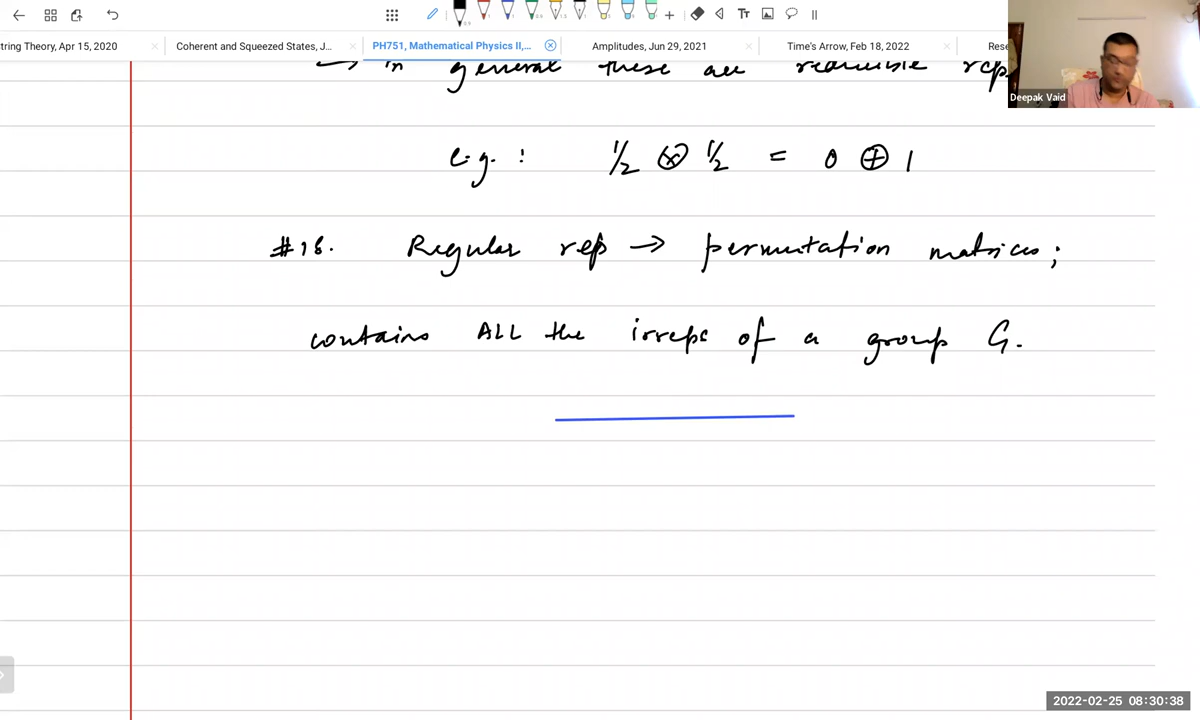 tring Theory, Apr 15, 2020
Coherent and Squeezed States, J...
PH751, Mathematical Physics II,...
Amplitudes, Jun 29, 2021
Time's Arrow, Feb 18, 2022
Rese
Deepak Vaid
in general these are reducible rep
e.g. : 1/2 ⊗ 1/2 = 0 ⊕ 1
#18. Regular rep → permutation matrices;
contains ALL the irreps of a group G.
2022-02-25 08:30:38